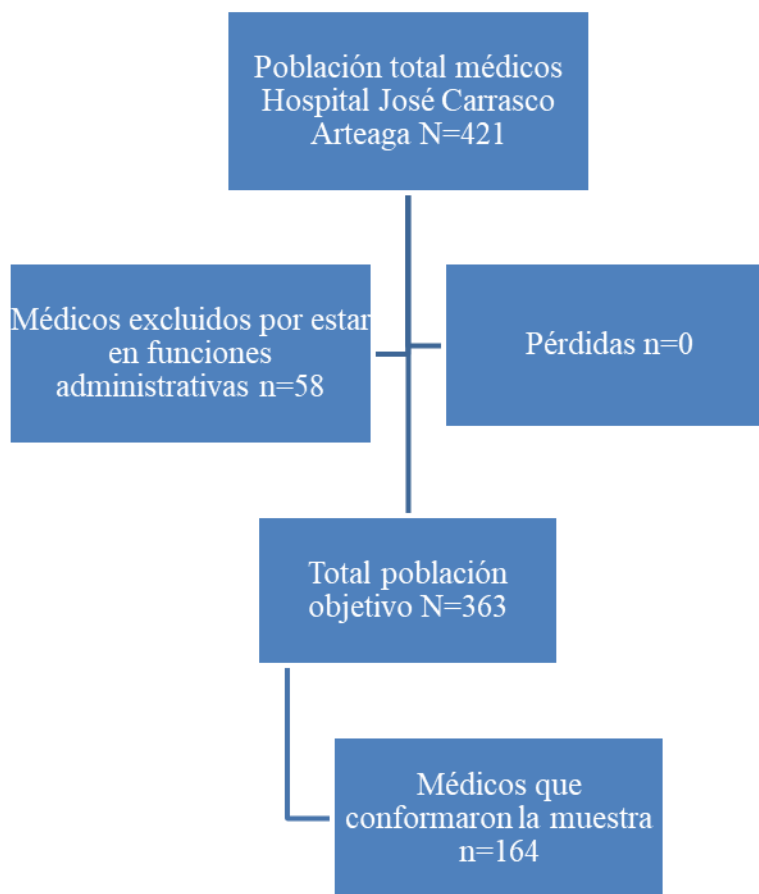 Población total médicos
Hospital José Carrasco
Arteaga N=421
Médicos excluidos por estar
en funciones
administrativas n=58
Pérdidas n=0
Total población
objetivo N=363
Médicos que
conformaron la muestra
n=164